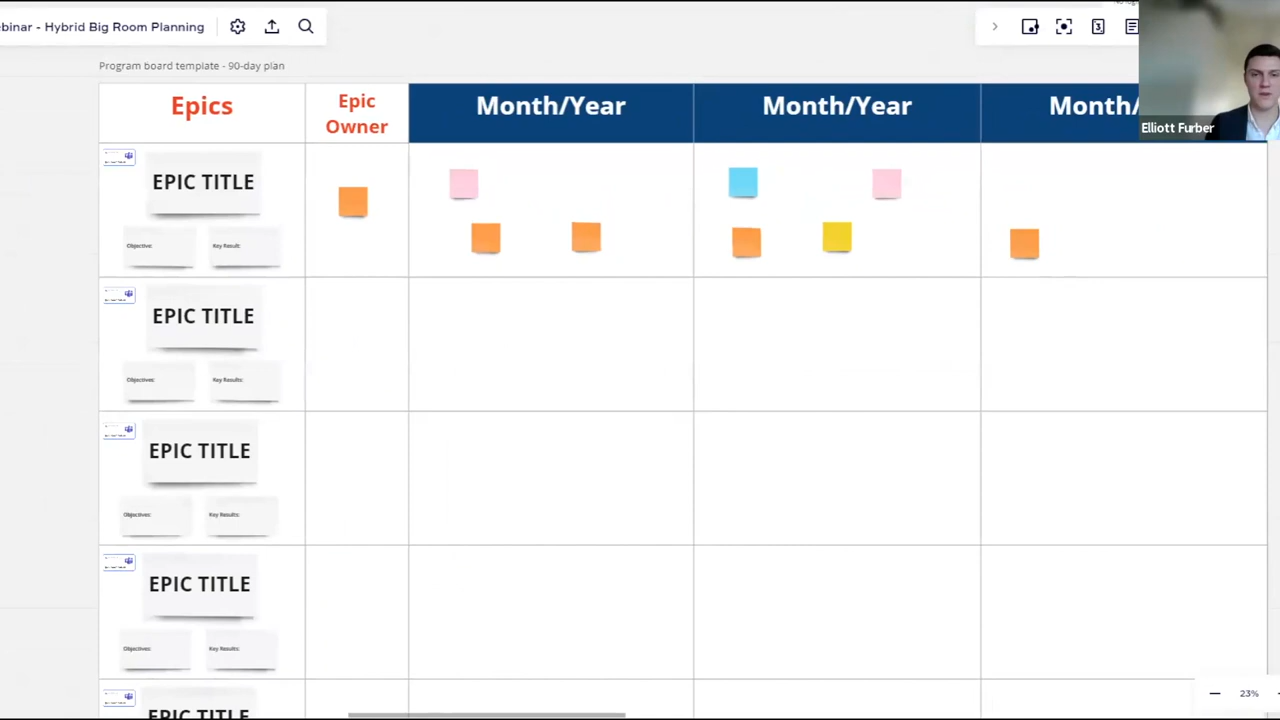 ebinar - Hybrid Big Room Planning
Program board template - 90-day plan
Epics
Epic
Owner
Month/Year
Month/Year
Month/
Elliott Furber
EPIC TITLE
Objective:
Key Result:
EPIC TITLE
Objectives:
Key Results:
EPIC TITLE
Objectives:
Key Results:
EPIC TITLE
Objectives:
Key Results:
EPIC TITLE
23%